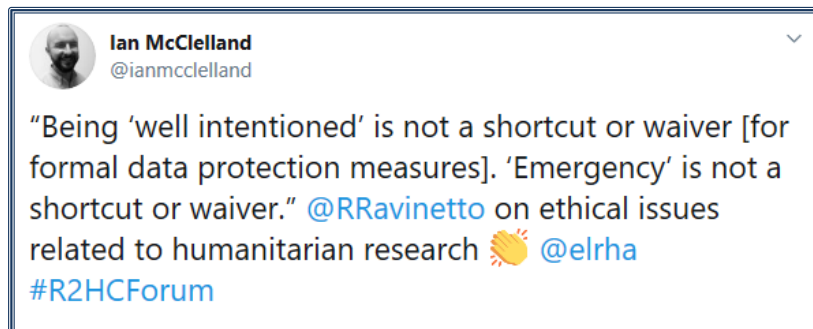 Ian McClelland
@ianmcclelland
“Being ‘well intentioned’ is not a shortcut or waiver [for
formal data protection measures]. ‘Emergency’ is not a
shortcut or waiver.” @RRavinetto on ethical issues
related to humanitarian research 👏 @elrha
#R2HCForum